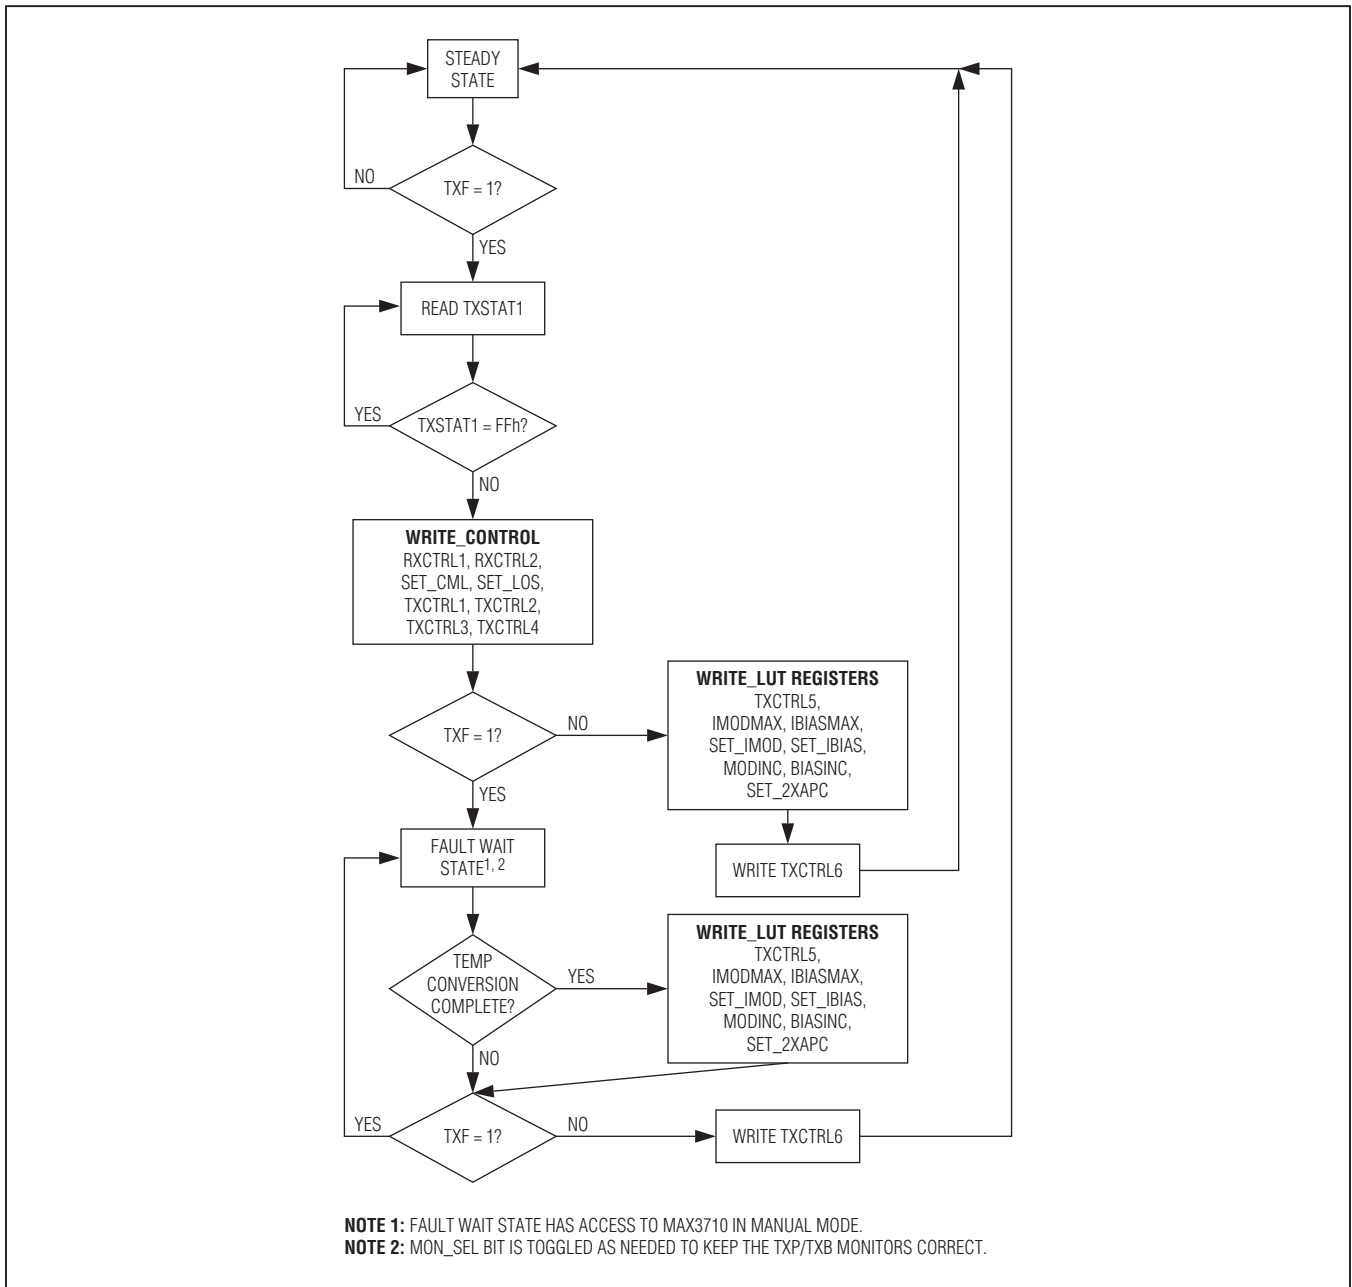 STEADY
STATE
NO
TXF = 1?
YES
READ TXSTAT1
YES
TXSTAT1 = FFh?
NO
WRITE_CONTROL
RXCTRL1, RXCTRL2,
SET_CML, SET_LOS,
TXCTRL1, TXCTRL2,
TXCTRL3, TXCTRL4
TXF = 1?
NO
WRITE_LUT REGISTERS
TXCTRL5,
IMODMAX, IBIASMAX,
SET_IMOD, SET_IBIAS,
MODINC, BIASINC,
SET_2XAPC
YES
FAULT WAIT
STATE1, 2
WRITE TXCTRL6
TEMP
CONVERSION
COMPLETE?
YES
WRITE_LUT REGISTERS
TXCTRL5,
IMODMAX, IBIASMAX,
SET_IMOD, SET_IBIAS,
MODINC, BIASINC,
SET_2XAPC
NO
YES
TXF = 1?
NO
WRITE TXCTRL6
NOTE 1: FAULT WAIT STATE HAS ACCESS TO MAX3710 IN MANUAL MODE.
NOTE 2: MON_SEL BIT IS TOGGLED AS NEEDED TO KEEP THE TXP/TXB MONITORS CORRECT.